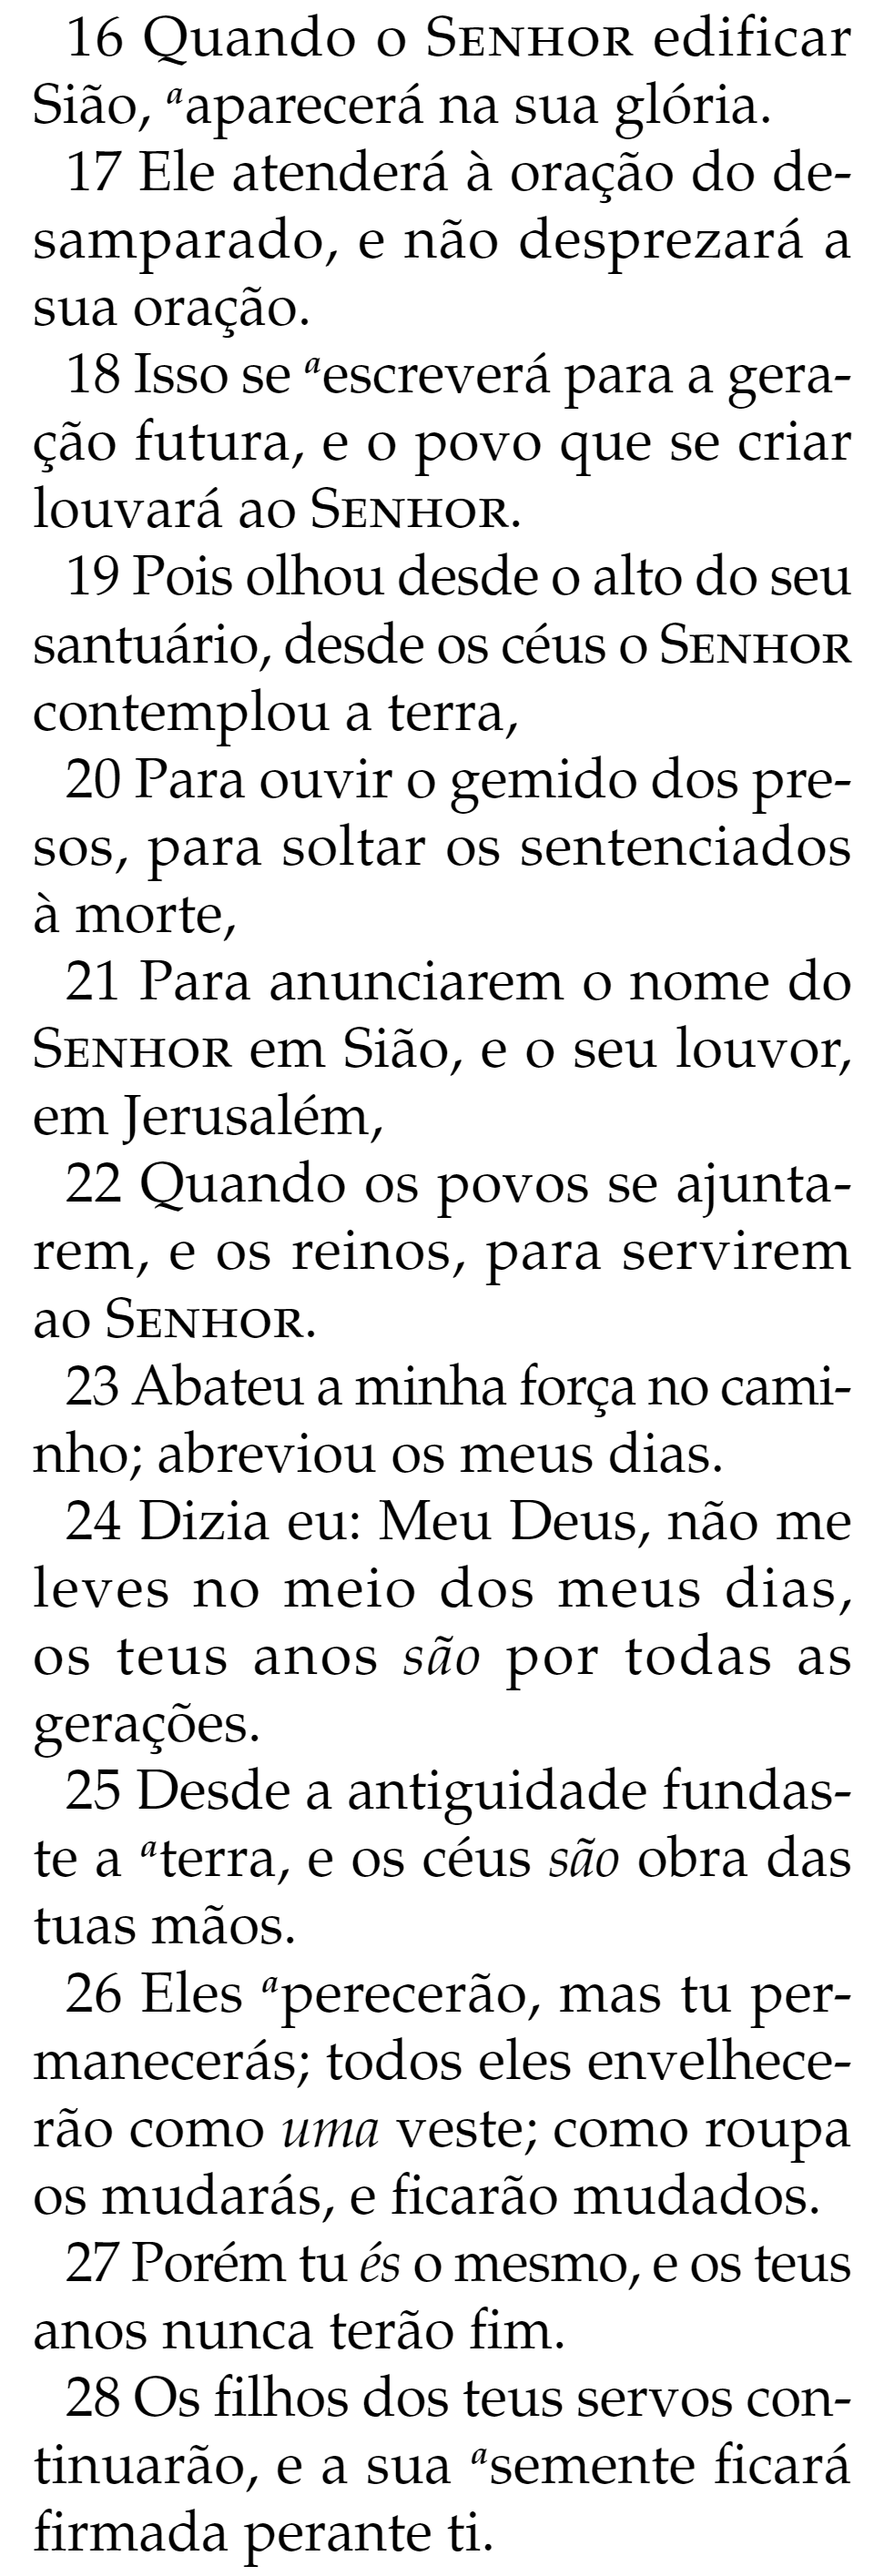 16 Quando o SENHOR edificar
Sião, ᵃaparecerá na sua glória.
17 Ele atenderá à oração do de-
samparado, e não desprezará a
sua oração.
18 Isso se ᵃescreverá para a gera-
ção futura, e o povo que se criar
louvará ao SENHOR.
19 Pois olhou desde o alto do seu
santuário, desde os céus o SENHOR
contemplou a terra,
20 Para ouvir o gemido dos pre-
sos, para soltar os sentenciados
à morte,
21 Para anunciarem o nome do
SENHOR em Sião, e o seu louvor,
em Jerusalém,
22 Quando os povos se ajunta-
rem, e os reinos, para servirem
ao SENHOR.
23 Abateu a minha força no cami-
nho; abreviou os meus dias.
24 Dizia eu: Meu Deus, não me
leves no meio dos meus dias,
os teus anos são por todas as
gerações.
25 Desde a antiguidade fundas-
te a ᵃterra, e os céus são obra das
tuas mãos.
26 Eles ᵃperecerão, mas tu per-
manecerás; todos eles envelhece-
rão como uma veste; como roupa
os mudarás, e ficarão mudados.
27 Porém tu és o mesmo, e os teus
anos nunca terão fim.
28 Os filhos dos teus servos con-
tinuarão, e a sua ᵃsemente ficará
firmada perante ti.